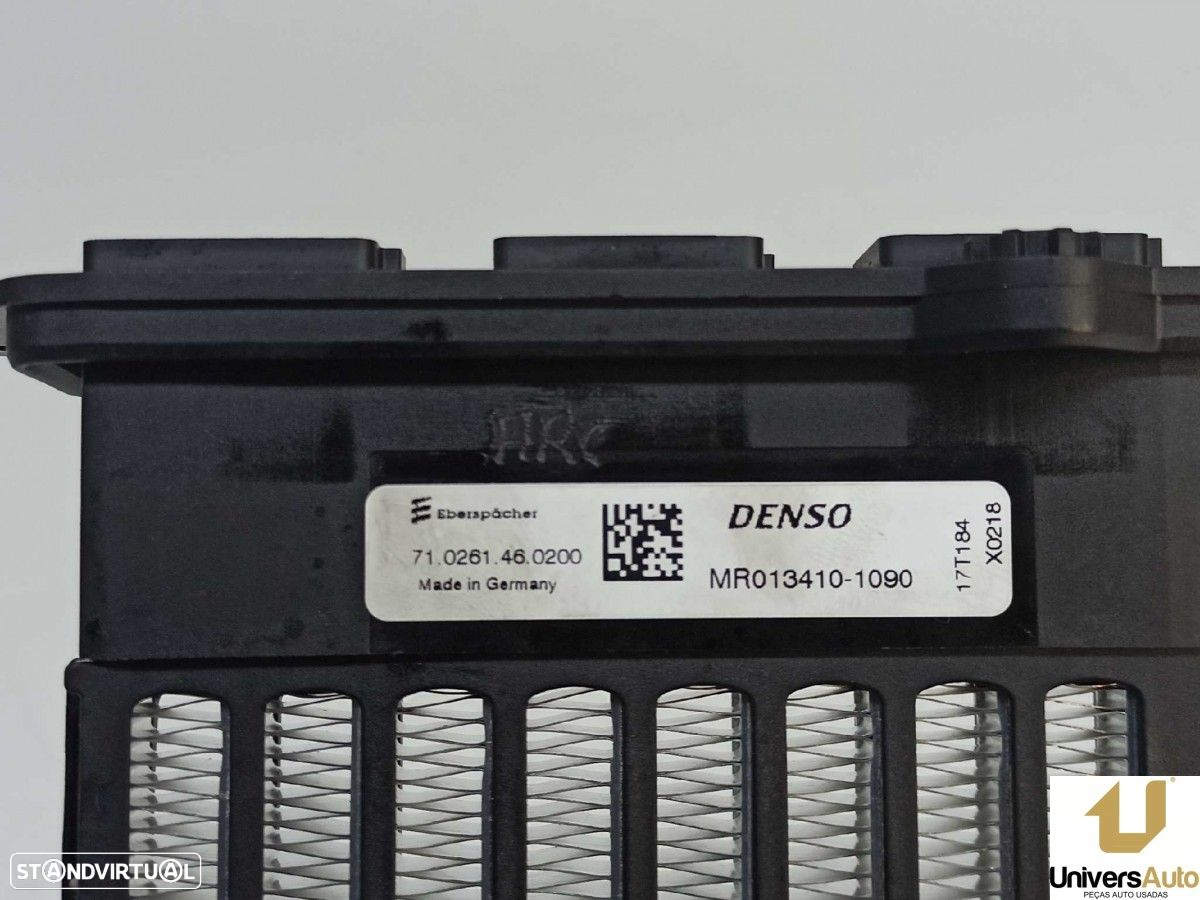 Eberspächer
71.0261.46.0200
Made in Germany
DENSO
MR013410-1090
17T184
X0218
STANDVIRTUAL
UniversAuto
PEÇAS AUTO USADAS